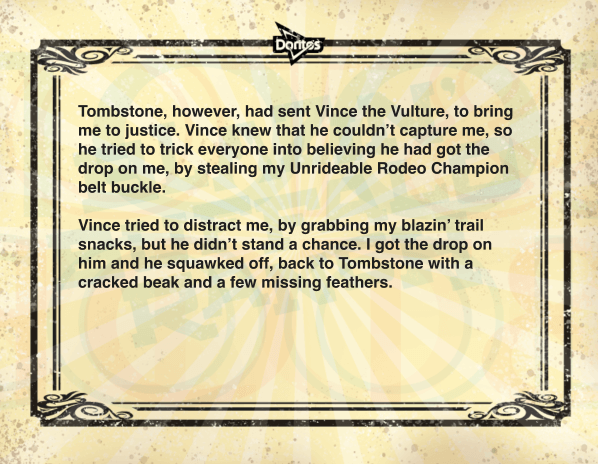 Doritos
Tombstone, however, had sent Vince the Vulture, to bring
me to justice. Vince knew that he couldn't capture me, so
he tried to trick everyone into believing he had got the
drop on me, by stealing my Unrideable Rodeo Champion
belt buckle.
Vince tried to distract me, by grabbing my blazin' trail
snacks, but he didn't stand a chance. I got the drop on
him and he squawked off, back to Tombstone with a
cracked beak and a few missing feathers.